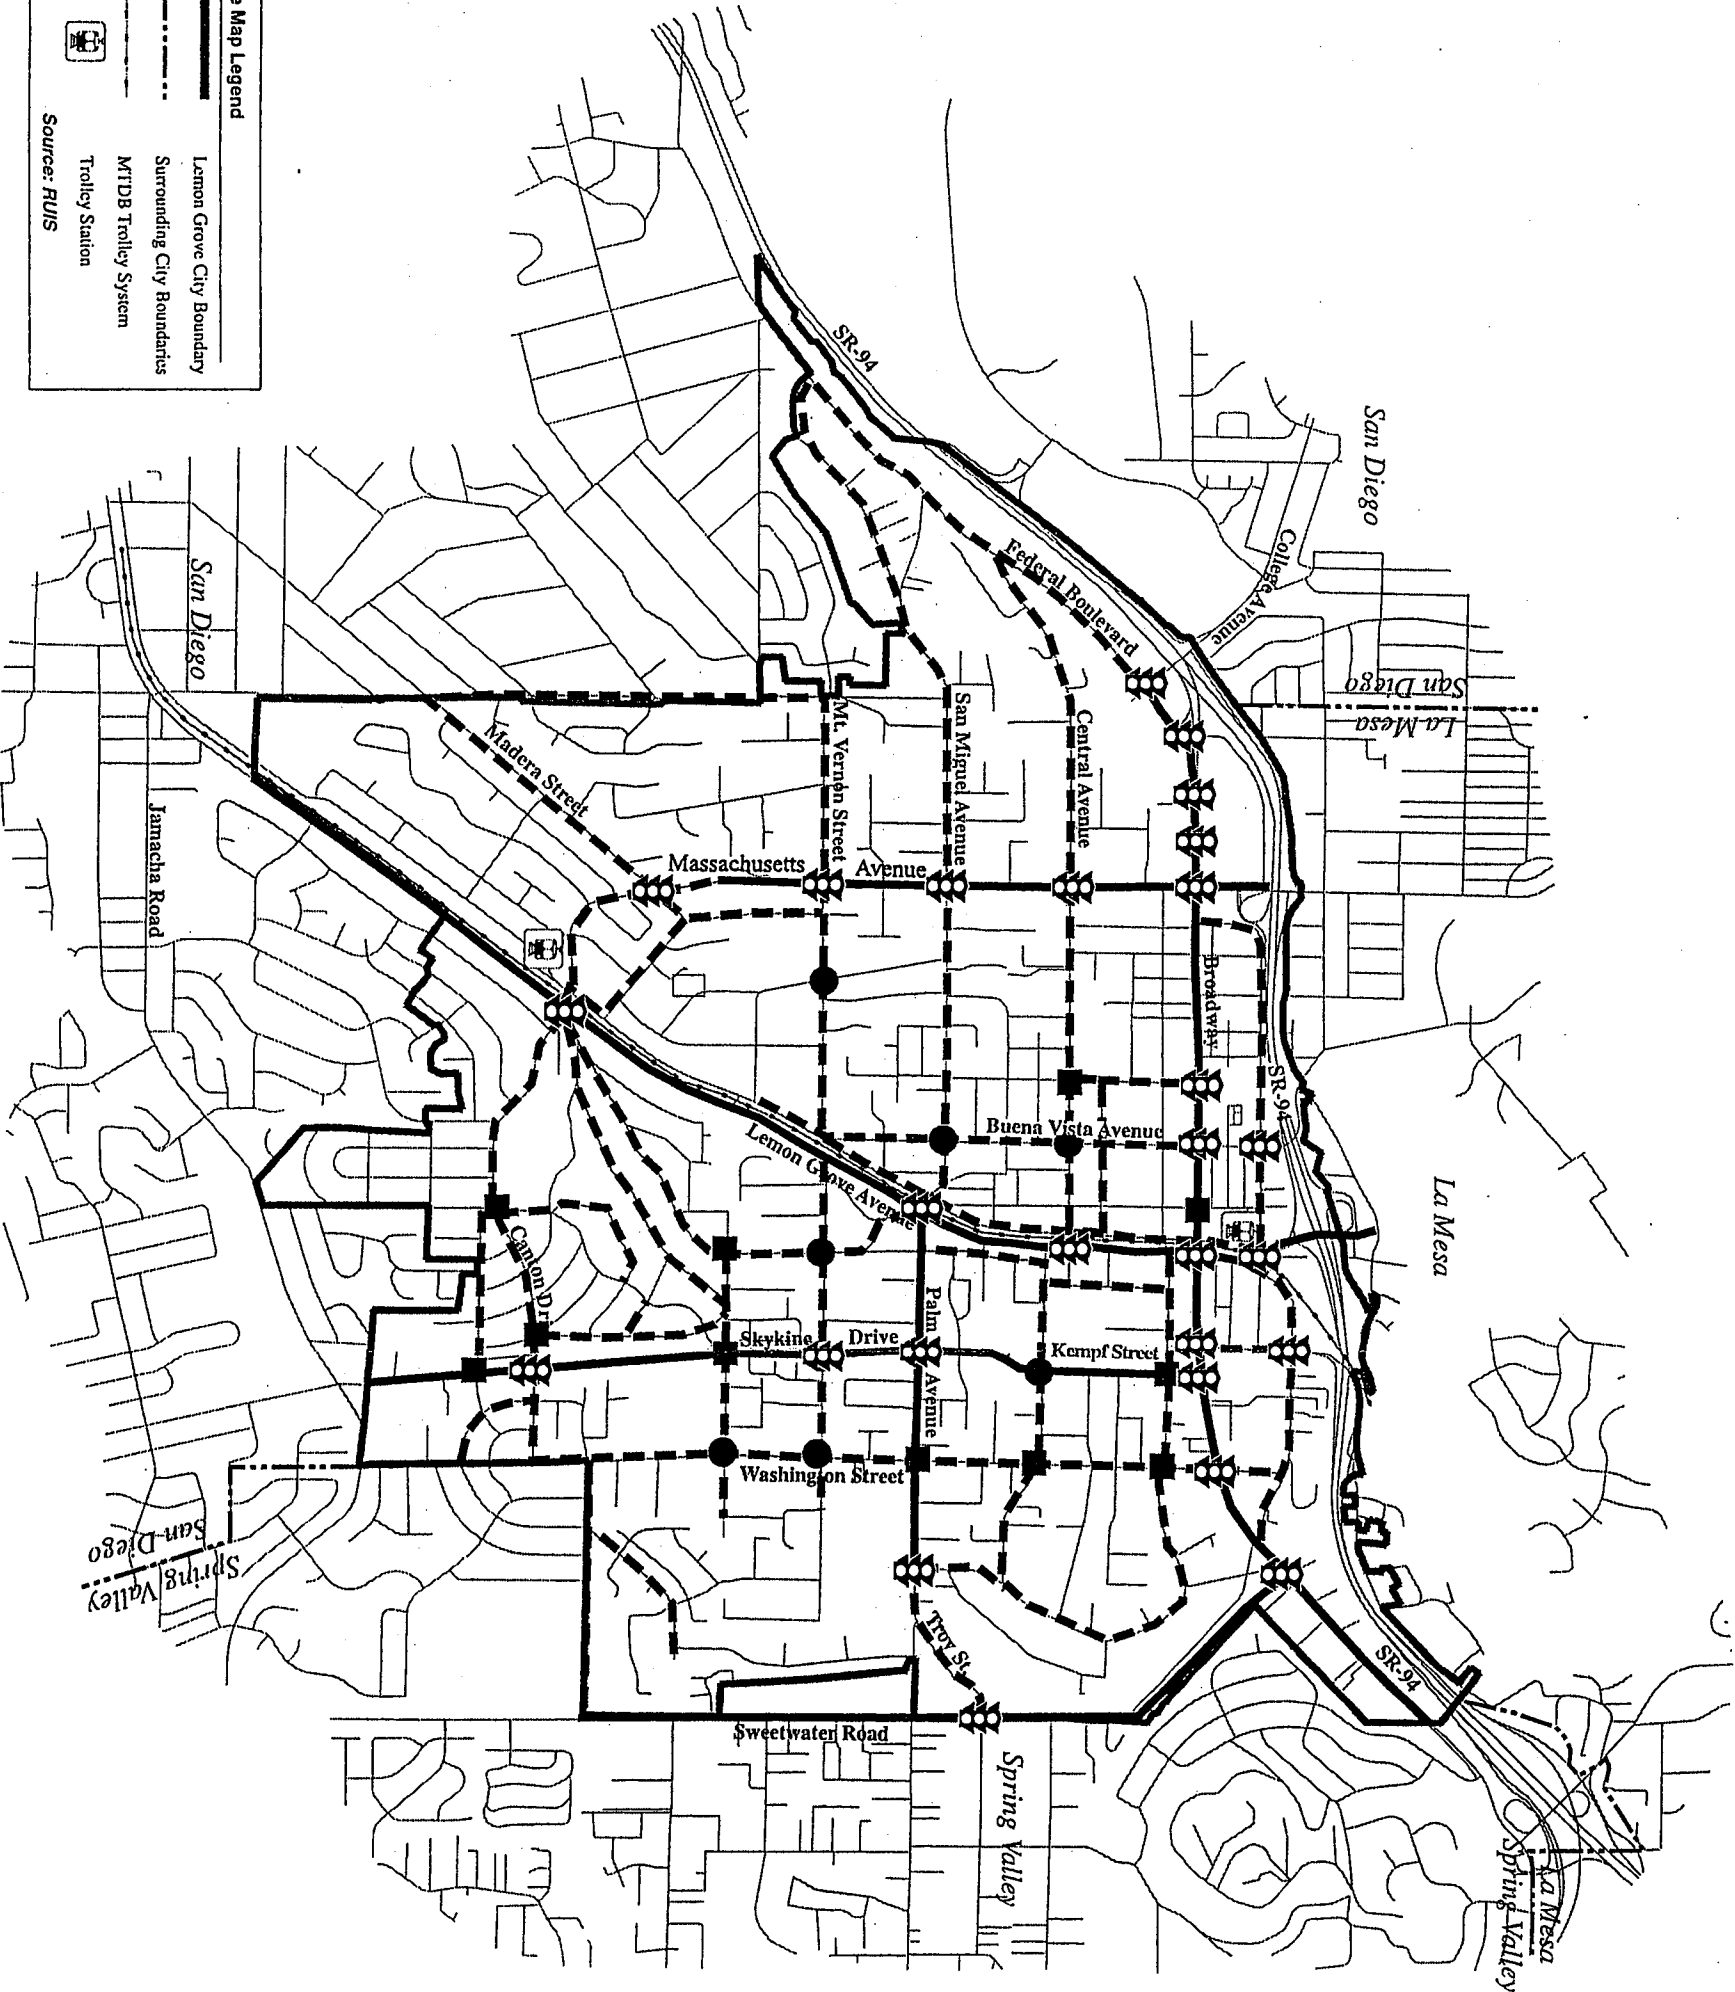 e Map Legend
Lemon Grove City Boundary
Surrounding City Boundaries
MTDB Trolley System
Trolley Station
Source: RUIS
SR-94
San Diego
College Avenue
Federal Boulevard
San Diego
La Mesa
San Diego
Madera Street
Mt. Vernon Street
San Miguel Avenue
Central Avenue
Jamacha Road
Massachusetts Avenue
Broadway
SR-94
Buena Vista Avenue
Lemon Grove Avenue
La Mesa
Canton Dr
Palm Avenue
Skykine Drive
Kempf Street
Washington Street
San Diego
Spring Valley
Troy St.
SR-94
Sweetwater Road
Spring Valley
La Mesa
Spring Valley